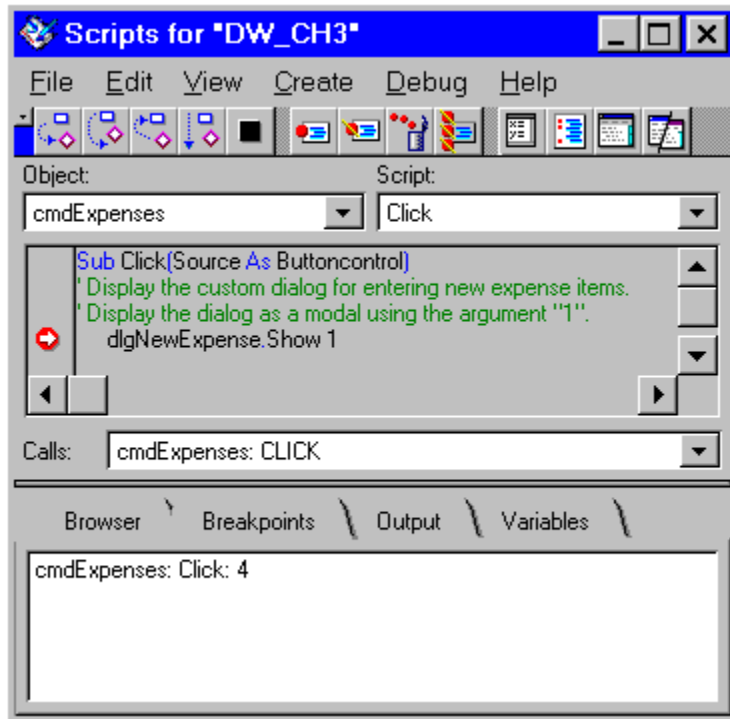 Scripts for "DW_CH3"
File Edit View Create Debug Help
Object: Script:
cmdExpenses Click
Sub Click(Source As Buttoncontrol)
' Display the custom dialog for entering new expense items.
' Display the dialog as a modal using the argument "1".
dlgNewExpense.Show 1
Calls: cmdExpenses: CLICK
Browser Breakpoints Output Variables
cmdExpenses: Click: 4